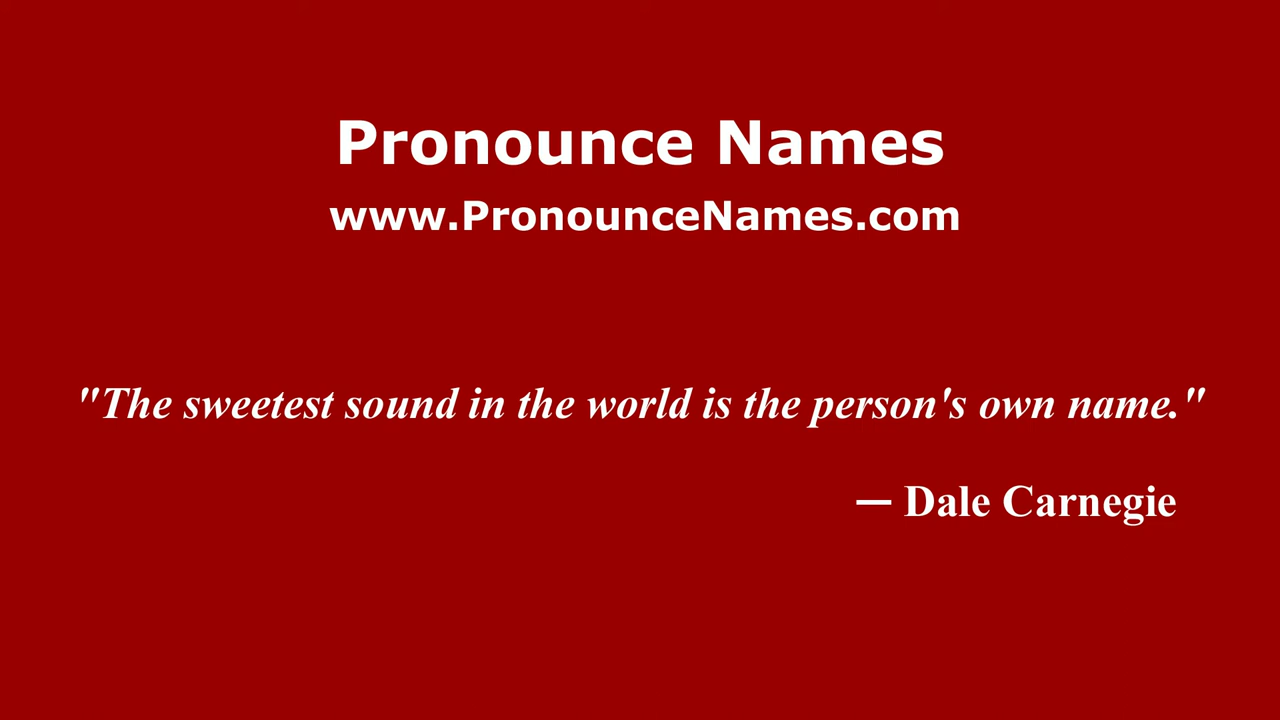 Pronounce Names
www.PronounceNames.com
"The sweetest sound in the world is the person's own name."
— Dale Carnegie